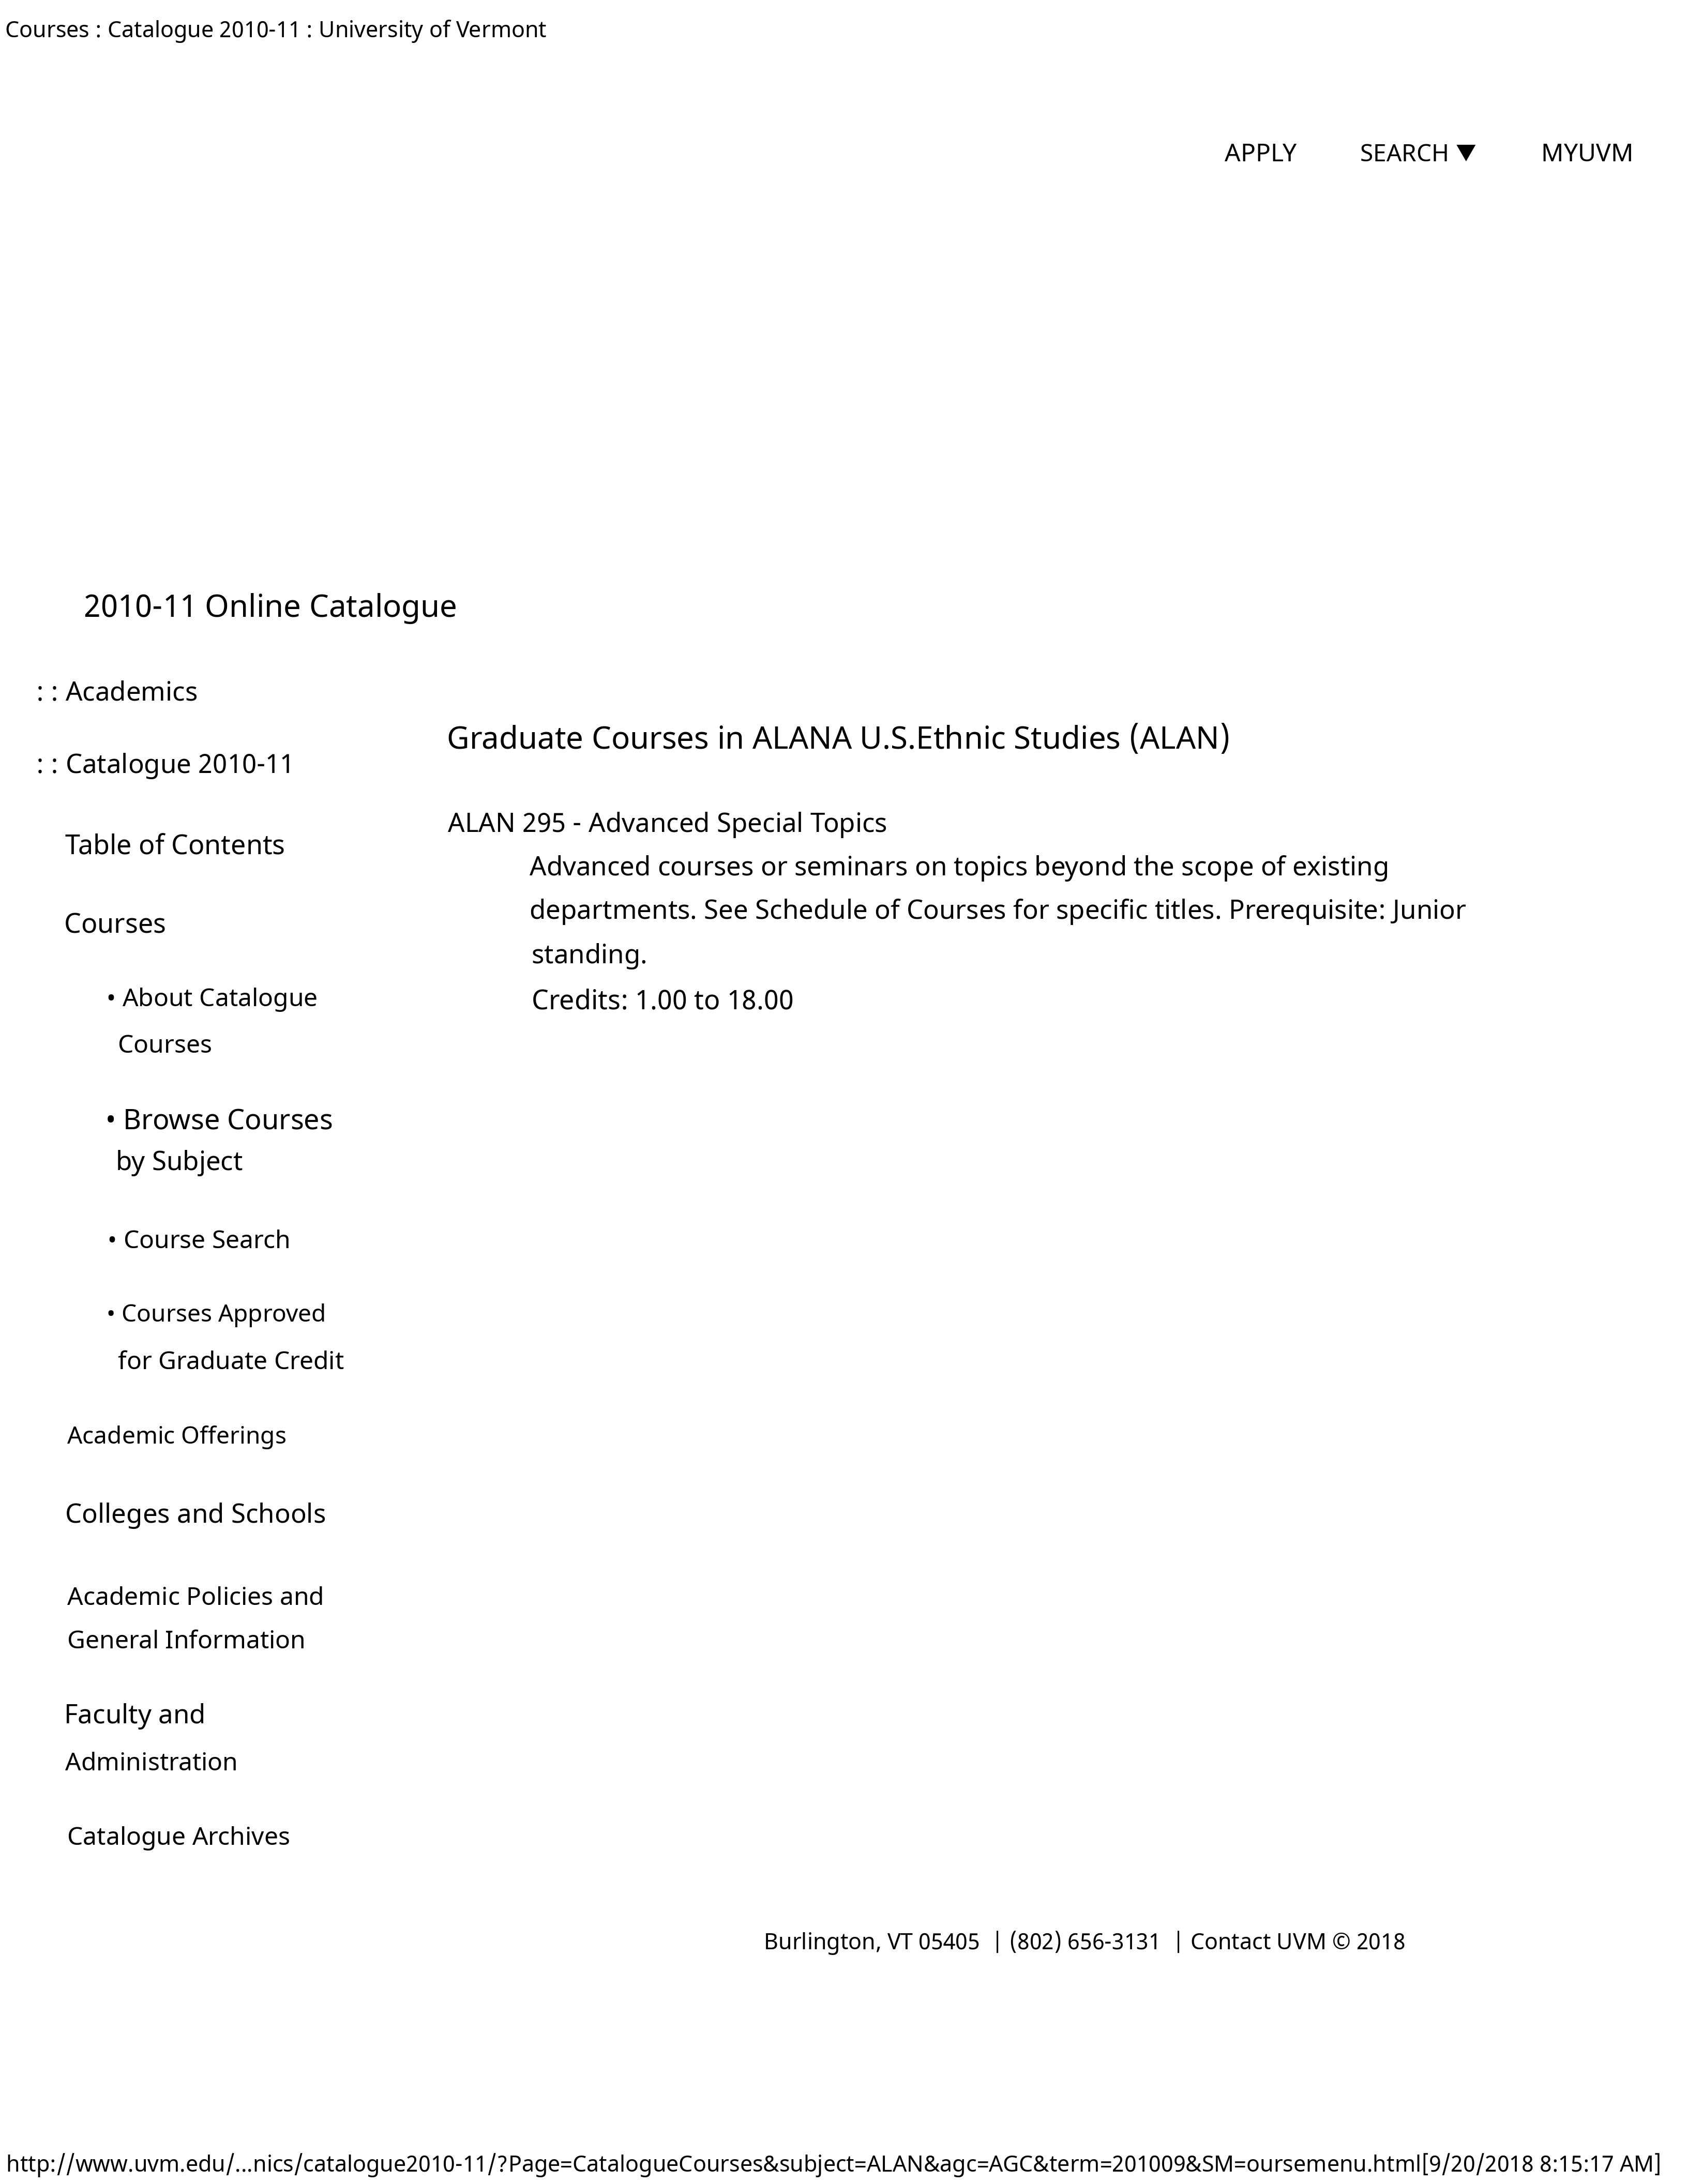 Courses : Catalogue 2010-11 : University of Vermont
APPLY SEARCH ▼ MYUVM
2010-11 Online Catalogue
: : Academics
: : Catalogue 2010-11
Table of Contents
Courses
• About Catalogue
Courses
• Browse Courses
by Subject
• Course Search
• Courses Approved
for Graduate Credit
Academic Offerings
Colleges and Schools
Academic Policies and
General Information
Faculty and
Administration
Catalogue Archives
Graduate Courses in ALANA U.S.Ethnic Studies (ALAN)
ALAN 295 - Advanced Special Topics
Advanced courses or seminars on topics beyond the scope of existing
departments. See Schedule of Courses for specific titles. Prerequisite: Junior
standing.
Credits: 1.00 to 18.00
Burlington, VT 05405 | (802) 656-3131 | Contact UVM © 2018
http://www.uvm.edu/...nics/catalogue2010-11/?Page=CatalogueCourses&subject=ALAN&agc=AGC&term=201009&SM=oursemenu.html[9/20/2018 8:15:17 AM]